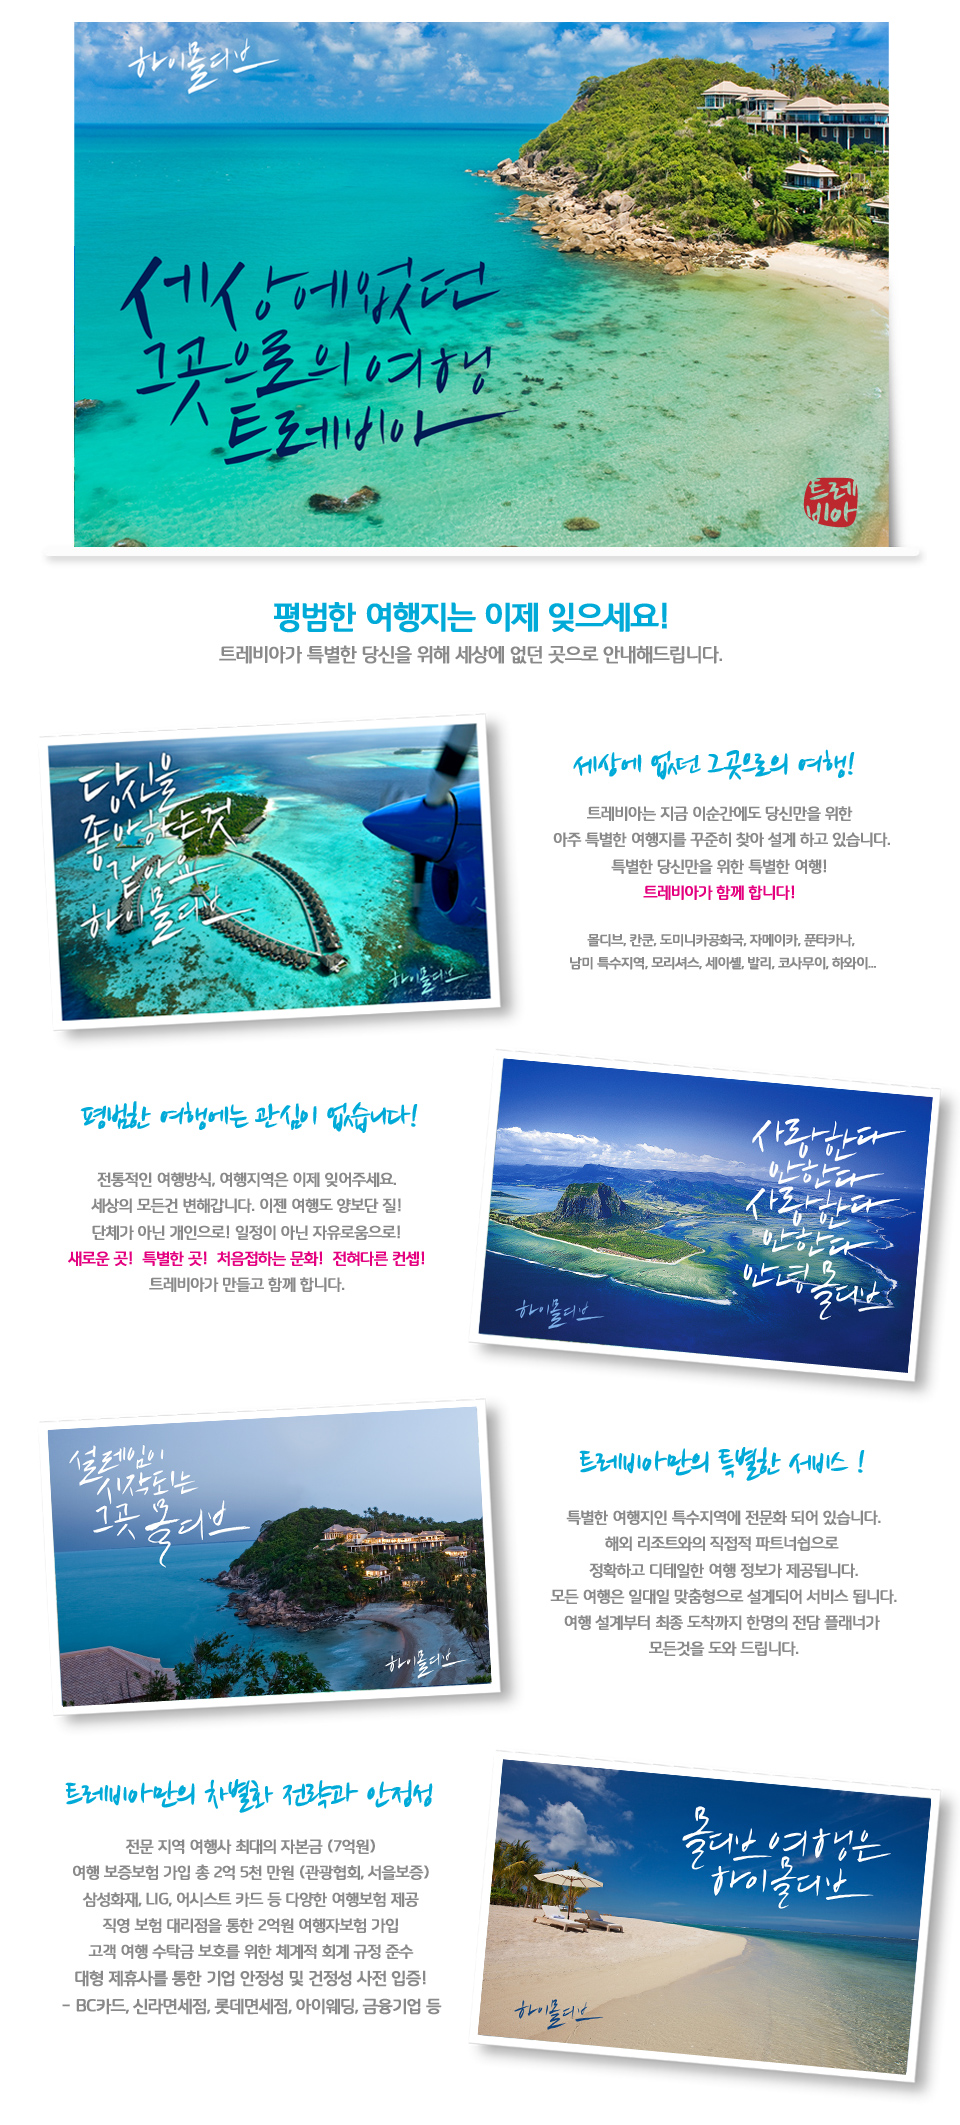 하이몰디브
세상에 없던
그곳으로의 여행
트레비아
트레
비아
평범한 여행지는 이제 잊으세요!
트레비아가 특별한 당신을 위해 세상에 없던 곳으로 안내해드립니다.
당신을
좋아하는것
같아요
하이몰디브
하이몰디브
세상에 없던 그곳으로의 여행!
트레비아는 지금 이순간에도 당신만을 위한
아주 특별한 여행지를 꾸준히 찾아 설계 하고 있습니다.
특별한 당신만을 위한 특별한 여행!
트레비아가 함께 합니다!
몰디브, 칸쿤, 도미니카공화국, 자메이카, 푼타카나,
남미 특수지역, 모리셔스, 세이셸, 발리, 코사무이, 하와이...
평범한 여행에는 관심이 없습니다!
전통적인 여행방식, 여행지역은 이제 잊어주세요.
세상의 모든건 변해갑니다. 이젠 여행도 양보단 질!
단체가 아닌 개인으로! 일정이 아닌 자유로움으로!
새로운 곳! 특별한 곳! 처음접하는 문화! 전혀다른 컨셉!
트레비아가 만들고 함께 합니다.
사랑한다
안한다
사랑한다
안한다
안녕 몰디브
하이몰디브
설레임이
시작되는
그곳 몰디브
하이몰디브
트레비아만의 특별한 서비스 !
특별한 여행지인 특수지역에 전문화 되어 있습니다.
해외 리조트와의 직접적 파트너쉽으로
정확하고 디테일한 여행 정보가 제공됩니다.
모든 여행은 일대일 맞춤형으로 설계되어 서비스 됩니다.
여행 설계부터 최종 도착까지 한명의 전담 플래너가
모든것을 도와 드립니다.
트레비아만의 차별화 전략과 안정성
전문 지역 여행사 최대의 자본금 (7억원)
여행 보증보험 가입 총 2억 5천 만원 (관광협회, 서울보증)
삼성화재, LIG, 어시스트 카드 등 다양한 여행보험 제공
직영 보험 대리점을 통한 2억원 여행자보험 가입
고객 여행 수탁금 보호를 위한 체계적 회계 규정 준수
대형 제휴사를 통한 기업 안정성 및 건정성 사전 입증!
- BC카드, 신라면세점, 롯데면세점, 아이웨딩, 금융기업 등
몰디브 여행은
하이몰디브
하이몰디브